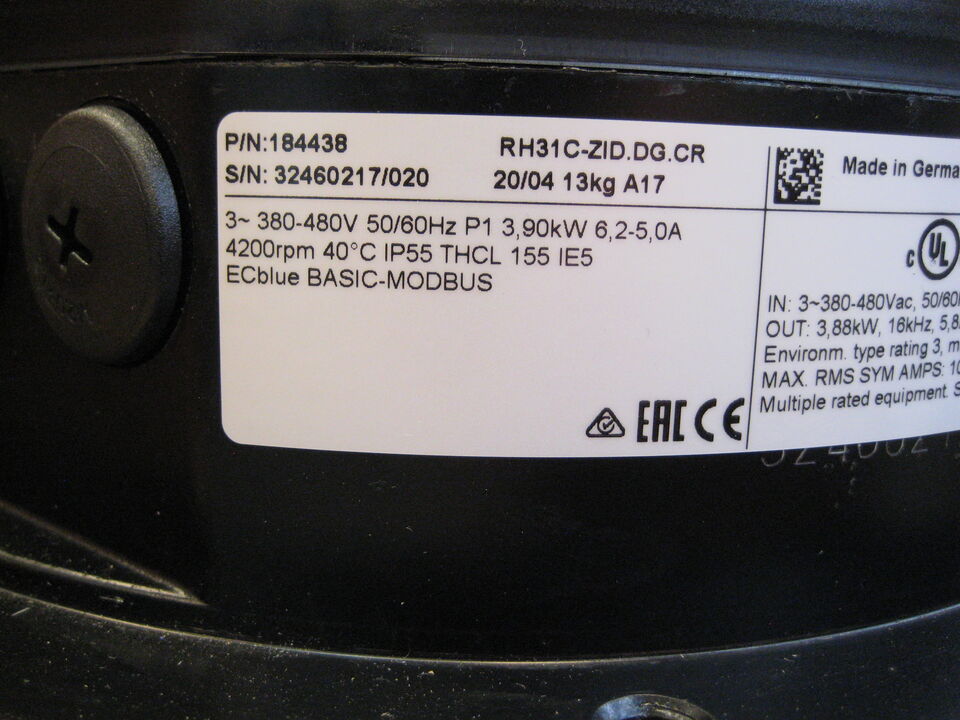 P/N:184438
RH31C-ZID.DG.CR
S/N: 32460217/020
20/04 13kg A17
3~ 380-480V 50/60Hz P1 3,90kW 6,2-5,0A
4200rpm 40°C IP55 THCL 155 IE5
ECblue BASIC-MODBUS
EAC CE
Made in Germa
c UL
IN: 3~380-480Vac, 50/60
OUT: 3,88kW, 16kHz, 5,8
Environm. type rating 3, m
MAX. RMS SYM AMPS: 10
Multiple rated equipment. S